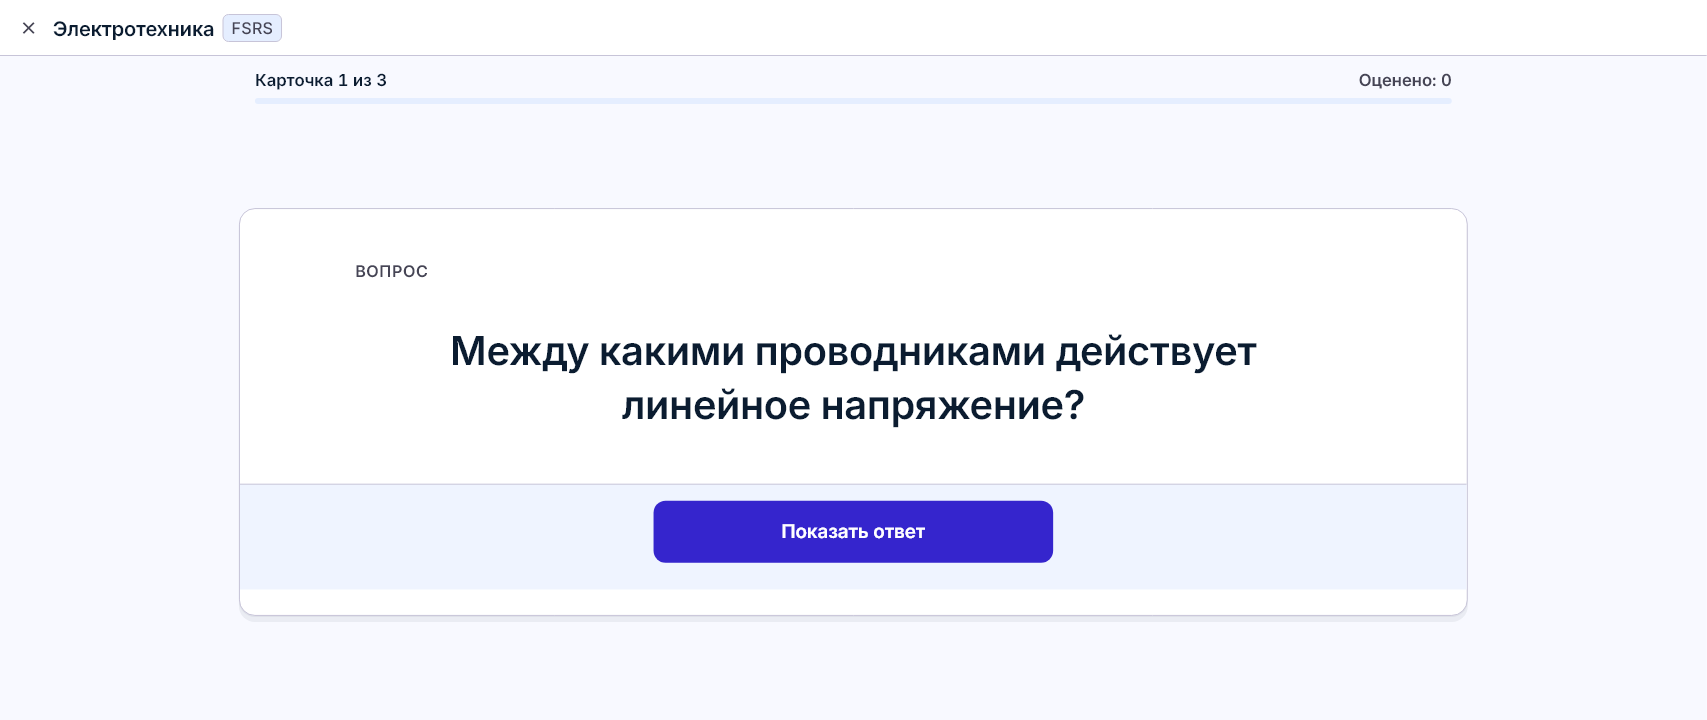 Электротехника FSRS
Карточка 1 из 3
Оценено: 0
ВОПРОС
Между какими проводниками действует
линейное напряжение?
Показать ответ